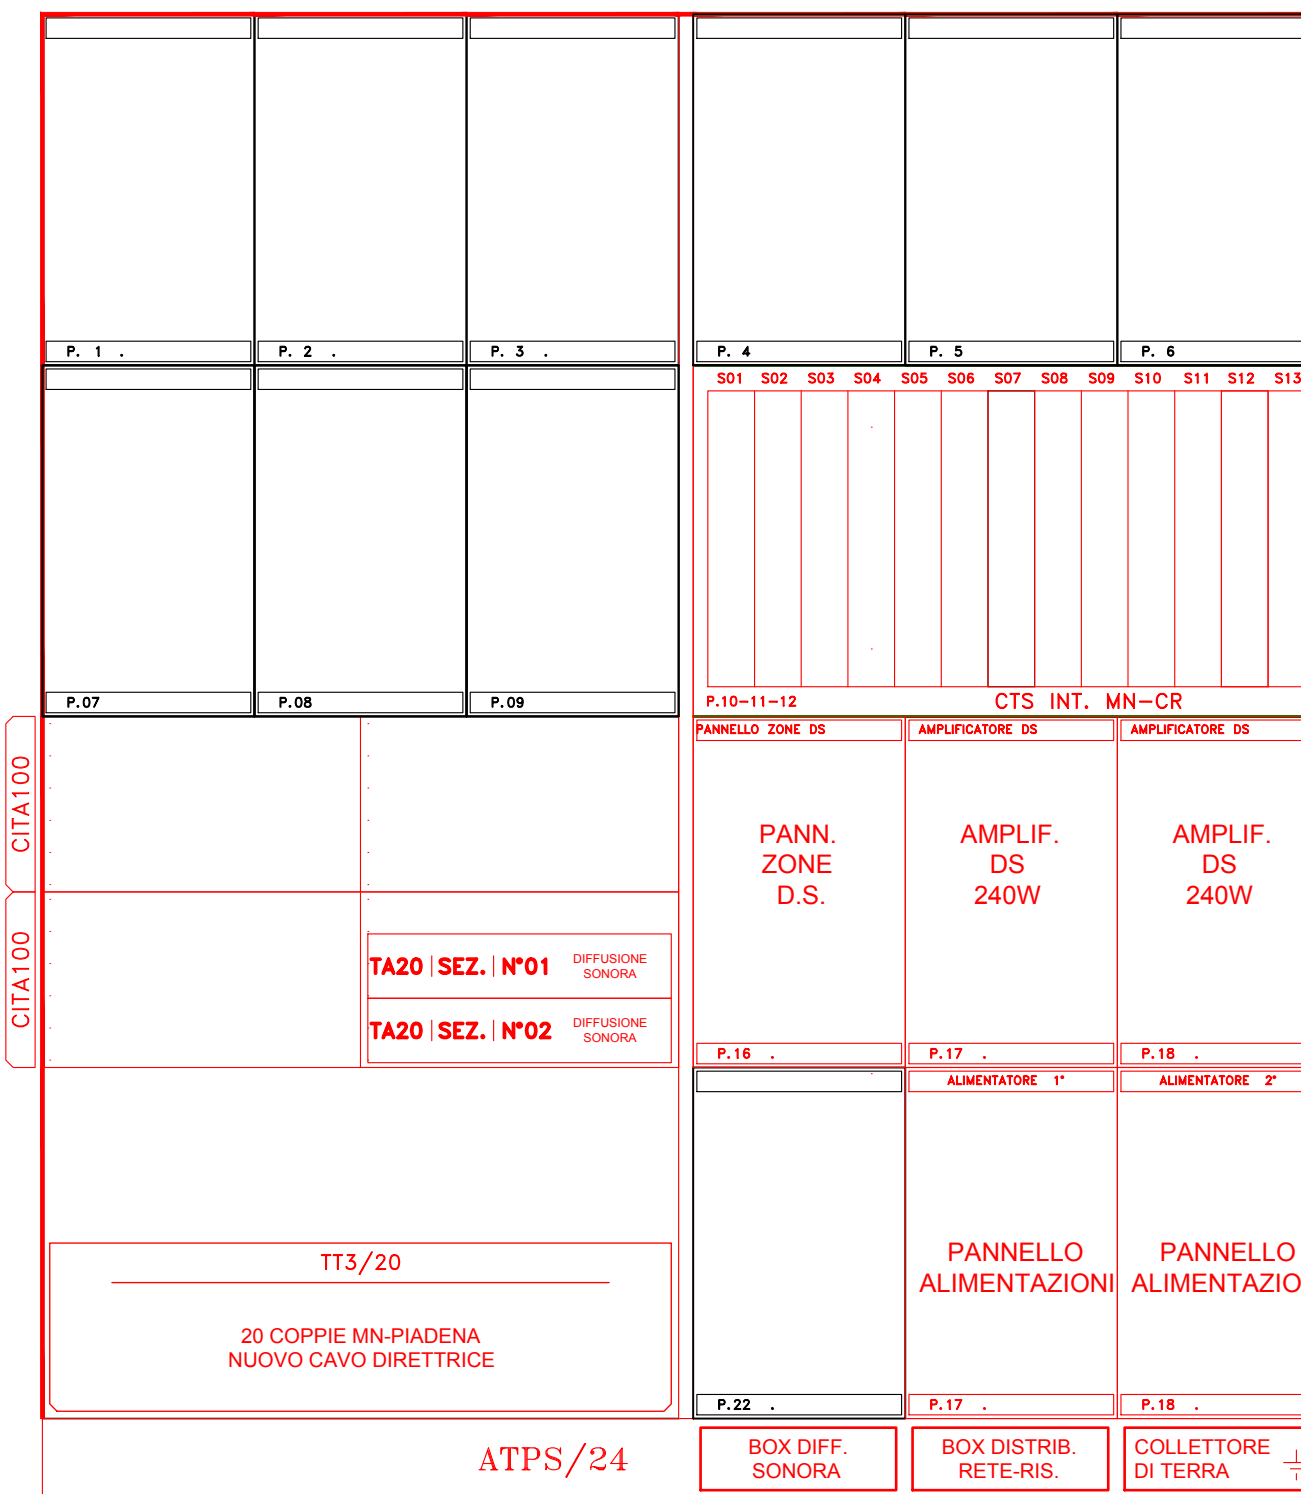 P. 1 .
P. 2 .
P. 3 .
P. 4
P. 5
P. 6
S01 S02 S03 S04 S05 S06 S07 S08 S09 S10 S11 S12 S13
P.07
P.08
P.09
P.10-11-12
CTS INT. MN-CR
CITA100
CITA100
PANNELLO ZONE DS
AMPLIFICATORE DS
AMPLIFICATORE DS
PANN.
ZONE
D.S.
AMPLIF.
DS
240W
AMPLIF.
DS
240W
TA20 | SEZ. | N°01
DIFFUSIONE
SONORA
TA20 | SEZ. | N°02
DIFFUSIONE
SONORA
P.16 .
P.17 .
P.18 .
ALIMENTATORE 1°
ALIMENTATORE 2°
PANNELLO
ALIMENTAZIONI
PANNELLO
ALIMENTAZIO
TT3/20
20 COPPIE MN-PIADENA
NUOVO CAVO DIRETTRICE
P.22 .
P.17 .
P.18 .
ATPS/24
BOX DIFF.
SONORA
BOX DISTRIB.
RETE-RIS.
COLLETTORE
DI TERRA